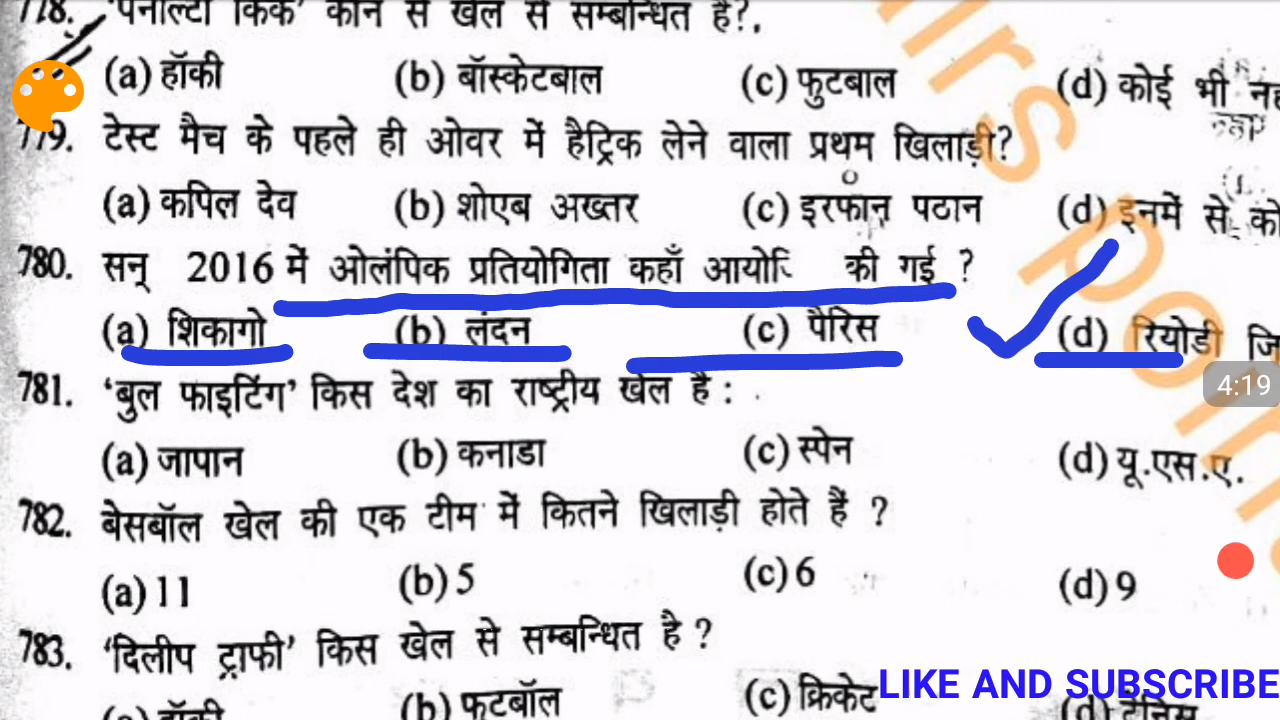 778. 'पेनाल्टी किक' कौन से खेल से सम्बन्धित है?.
(a) हॉकी (b) बॉस्केटबाल (c) फुटबाल (d) कोई भी
779. टेस्ट मैच के पहले ही ओवर में हैट्रिक लेने वाला प्रथम खिलाड़ी?
(a) कपिल देव (b) शोएब अख्तर (c) इरफान पठान (d) इनमें से
780. सन् 2016 में ओलंपिक प्रतियोगिता कहाँ की गई ?
(a) शिकागो (b) लंदन (c) पैरिस (d) रियोडी
4:19
781. 'बुल फाइटिंग' किस देश का राष्ट्रीय खेल है :
(a) जापान (b) कनाडा (c) स्पेन (d) यू.एस.ए.
782. बेसबॉल खेल की एक टीम में कितने खिलाड़ी होते हैं ?
(a) 11 (b) 5 (c) 6 (d) 9
783. 'दिलीप ट्राफी' किस खेल से सम्बन्धित है ?
(a) हॉकी (b) फुटबॉल (c) क्रिकेट (d) टेनिस
LIKE AND SUBSCRIBE